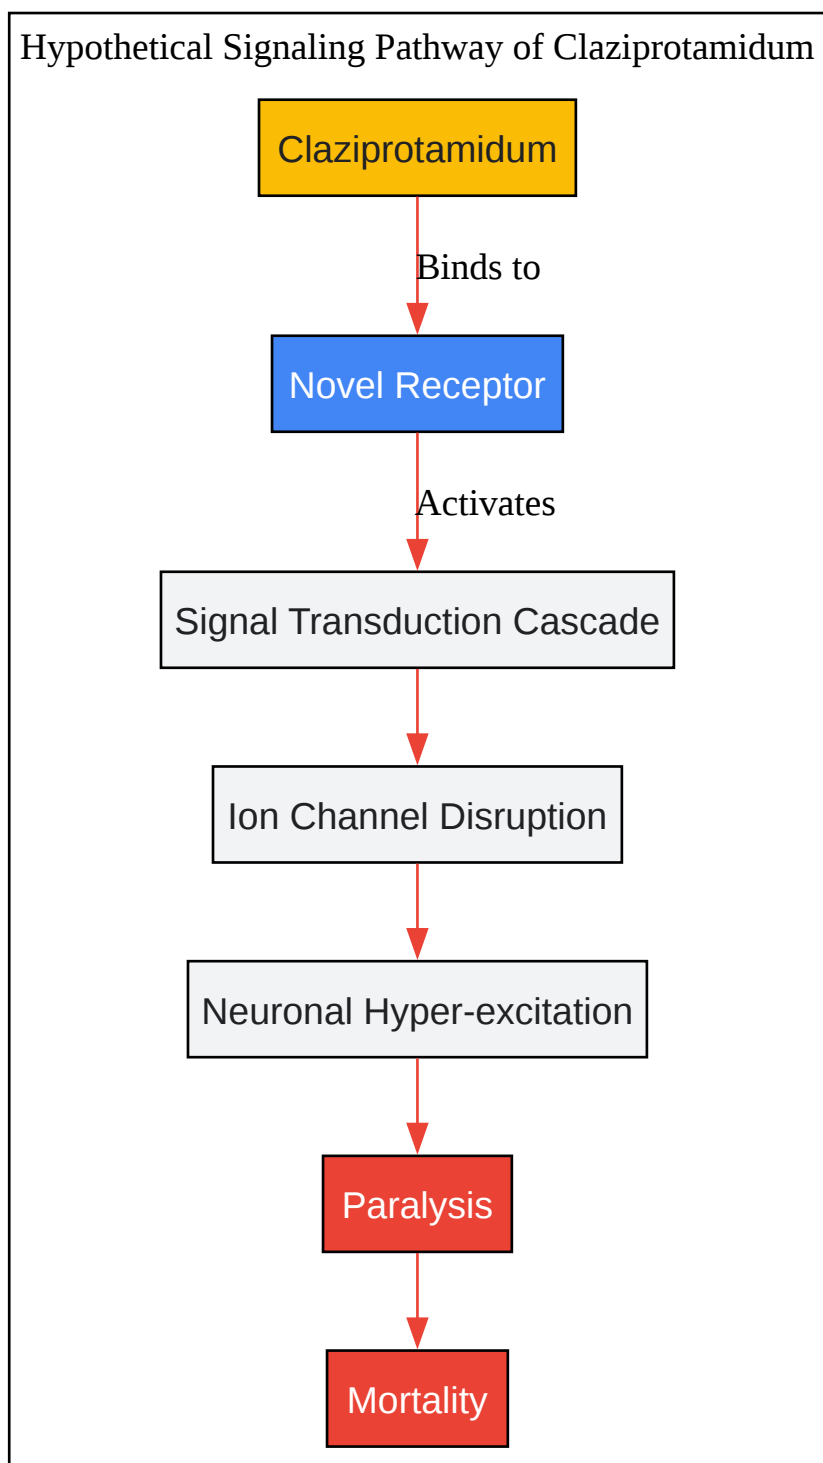 Hypothetical Signaling Pathway of Claziprotamidum
Claziprotamidum
Binds to
Novel Receptor
Activates
Signal Transduction Cascade
Ion Channel Disruption
Neuronal Hyper-excitation
Paralysis
Mortality